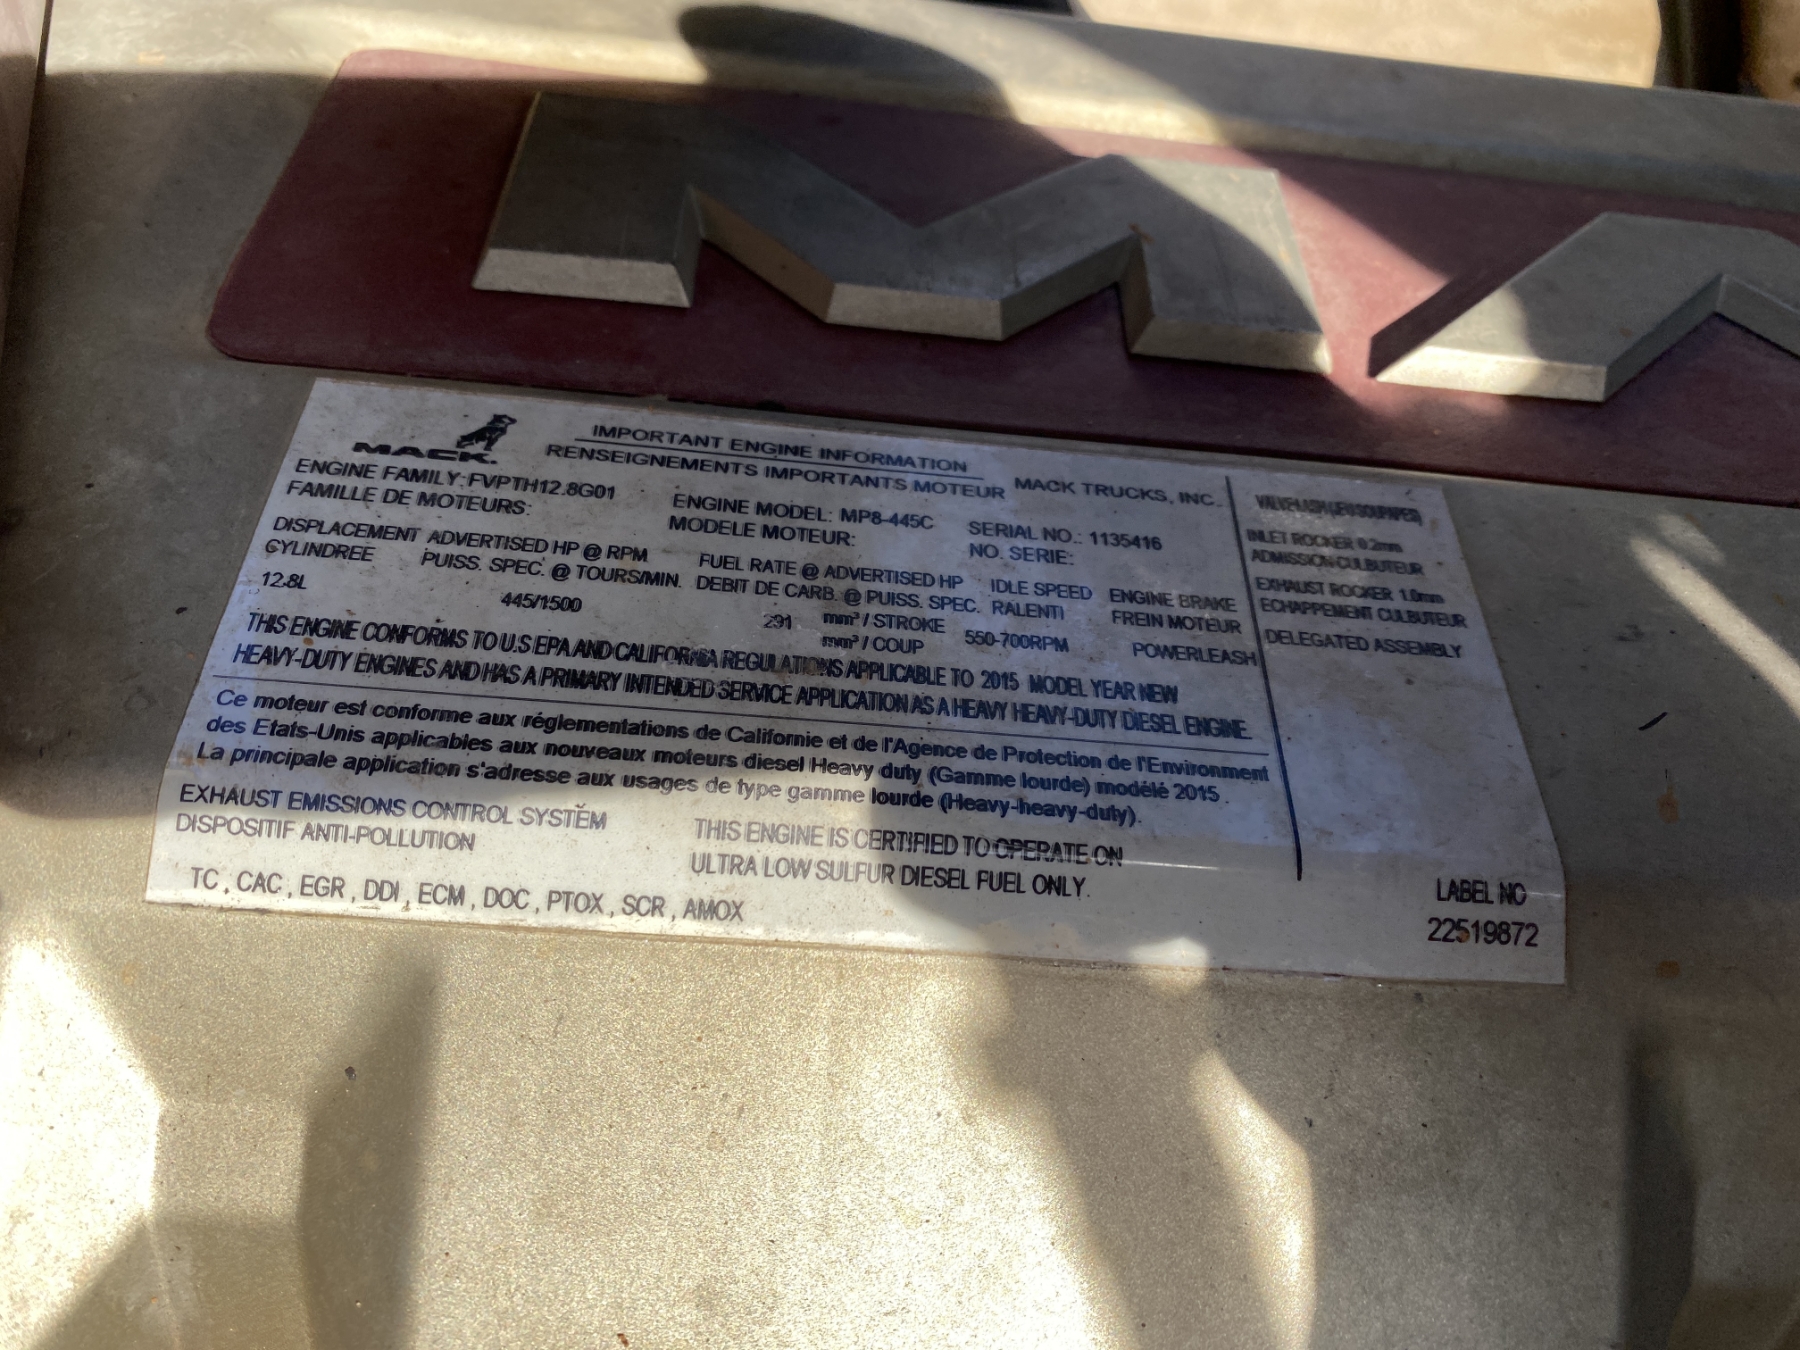 MA
MACK.
IMPORTANT ENGINE INFORMATION
RENSEIGNEMENTS IMPORTANTS MOTEUR
MACK TRUCKS, INC.
ENGINE FAMILY: FVPTH12.8G01
FAMILLE DE MOTEURS:
ENGINE MODEL: MP8-445C
MODELE MOTEUR:
SERIAL NO.: 1135416
NO. SERIE:
DISPLACEMENT
CYLINDREE
12.8L
ADVERTISED HP @ RPM
PUISS. SPEC. @ TOURS/MIN.
445/1500
FUEL RATE @ ADVERTISED HP
DEBIT DE CARB. @ PUISS. SPEC.
291 mm³ / STROKE
mm³ / COUP
IDLE SPEED
RALENTI
550-700RPM
ENGINE BRAKE
FREIN MOTEUR
POWERLEASH
THIS ENGINE CONFORMS TO U.S EPA AND CALIFORNIA REGULATIONS APPLICABLE TO 2015 MODEL YEAR NEW
HEAVY-DUTY ENGINES AND HAS A PRIMARY INTENDED SERVICE APPLICATION AS A HEAVY HEAVY-DUTY DIESEL ENGINE.
Ce moteur est conforme aux réglementations de Californie et de l'Agence de Protection de l'Environment
des Etats-Unis applicables aux nouveaux moteurs diesel Heavy duty (Gamme lourde) modélé 2015.
La principale application s'adresse aux usages de type gamme lourde (Heavy-heavy-duty).
EXHAUST EMISSIONS CONTROL SYSTEM
DISPOSITIF ANTI-POLLUTION
TC, CAC, EGR, DDI, ECM, DOC, PTOX, SCR, AMOX
THIS ENGINE IS CERTIFIED TO OPERATE ON
ULTRA LOW SULFUR DIESEL FUEL ONLY.
VALVE LASH (JEU SOUPAPES)
INLET ROCKER 0.2mm
ADMISSION CULBUTEUR
EXHAUST ROCKER 1.0mm
ECHAPPEMENT CULBUTEUR
DELEGATED ASSEMBLY
LABEL NO
22519872